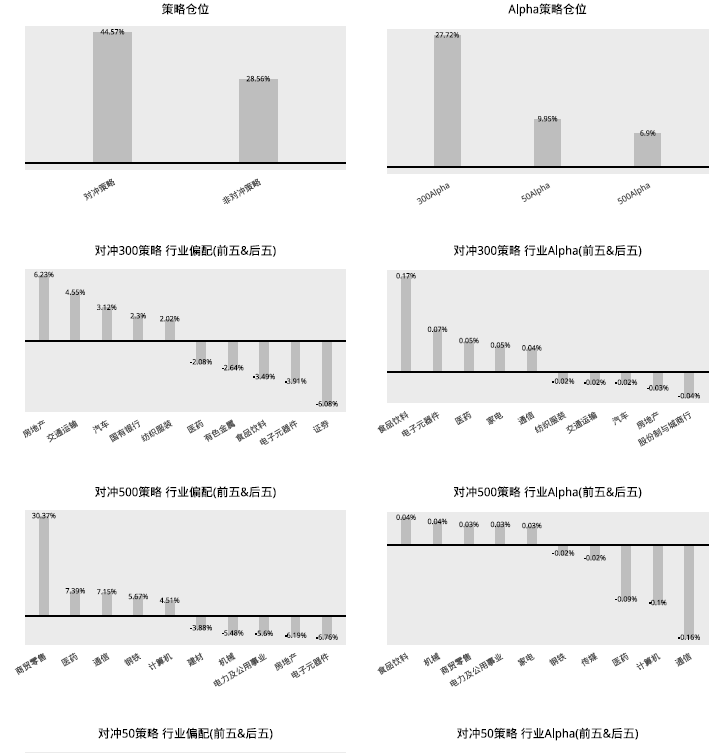 策略仓位
44.57%
28.56%
对冲策略
非对冲策略
Alpha策略仓位
27.72%
9.95%
6.9%
300Alpha
50Alpha
500Alpha
对冲300策略 行业偏配(前五&后五)
6.23%
4.55%
3.12%
2.3%
2.02%
-2.08%
-2.64%
-3.49%
-3.91%
-6.08%
房地产
交通运输
汽车
国有银行
纺织服装
医药
有色金属
食品饮料
电子元器件
证券
对冲300策略 行业Alpha(前五&后五)
0.17%
0.07%
0.05%
0.05%
0.04%
-0.02%
-0.02%
-0.02%
-0.03%
-0.04%
食品饮料
电子元器件
医药
家电
通信
纺织服装
交通运输
汽车
房地产
股份制与城商行
对冲500策略 行业偏配(前五&后五)
30.37%
7.39%
7.15%
5.67%
4.51%
-3.88%
-5.48%
-5.6%
-6.19%
-6.76%
商贸零售
医药
通信
钢铁
计算机
建材
机械
电力及公用事业
房地产
电子元器件
对冲500策略 行业Alpha(前五&后五)
0.04%
0.04%
0.03%
0.03%
0.03%
-0.02%
-0.02%
-0.09%
-0.1%
-0.16%
食品饮料
机械
商贸零售
电力及公用事业
家电
钢铁
传媒
医药
计算机
通信
对冲50策略 行业偏配(前五&后五)
对冲50策略 行业Alpha(前五&后五)